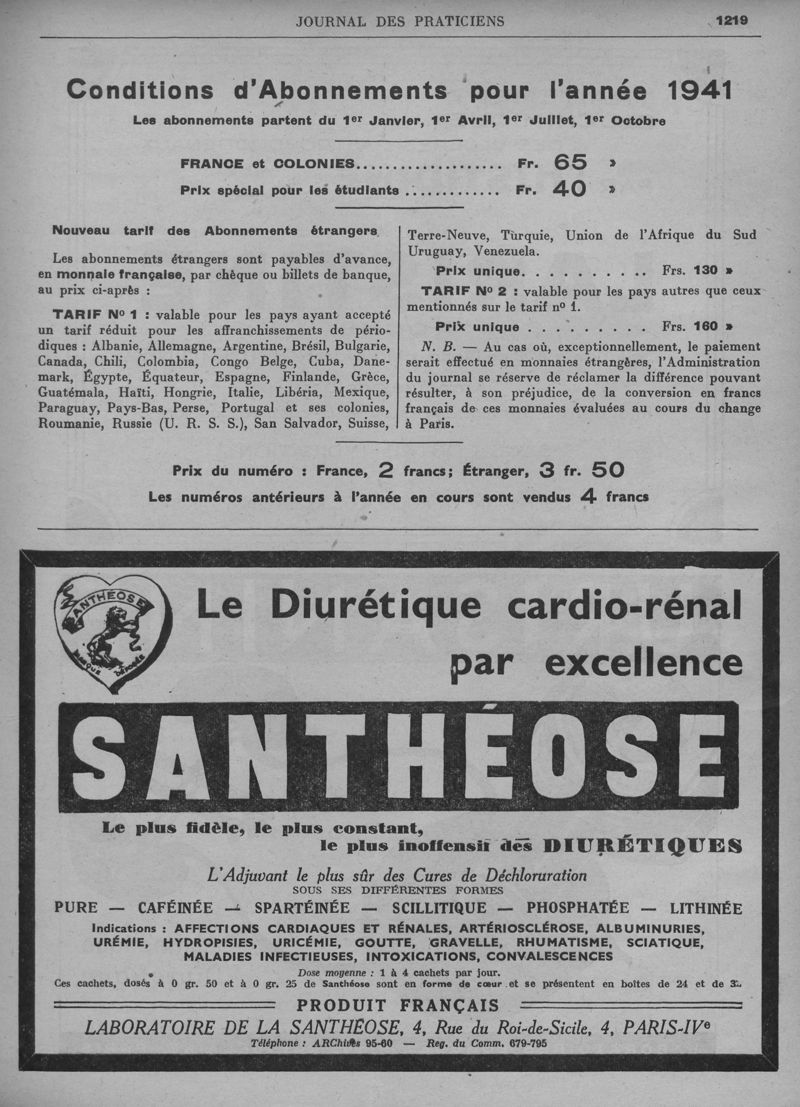 JOURNAL DES PRATICIENS
1219
Conditions d'Abonnements pour l'année 1941
Les abonnements partent du 1er Janvier, 1er Avril, 1er Juillet, 1er Octobre
FRANCE et COLONIES..................... Fr. 65 »
Prix spécial pour les étudiants ............. Fr. 40 »
Nouveau tarif des Abonnements étrangers
Les abonnements étrangers sont payables d'avance,
en monnaie française, par chèque ou billets de banque,
au prix ci-après :
TARIF No 1 : valable pour les pays ayant accepté
un tarif réduit pour les affranchissements de pério-
diques : Albanie, Allemagne, Argentine, Brésil, Bulgarie,
Canada, Chili, Colombia, Congo Belge, Cuba, Dane-
mark, Égypte, Équateur, Espagne, Finlande, Grèce,
Guatémala, Haïti, Hongrie, Italie, Libéria, Mexique,
Paraguay, Pays-Bas, Perse, Portugal et ses colonies,
Roumanie, Russie (U. R. S. S.), San Salvador, Suisse,
Terre-Neuve, Turquie, Union de l'Afrique du Sud
Uruguay, Venezuela.
Prix unique. . . . . . . . . . Frs. 130 »
TARIF No 2 : valable pour les pays autres que ceux
mentionnés sur le tarif no 1.
Prix unique . . . . . . . . . Frs. 160 »
N. B. — Au cas où, exceptionnellement, le paiement
serait effectué en monnaies étrangères, l'Administration
du journal se réserve de réclamer la différence pouvant
résulter, à son préjudice, de la conversion en francs
français de ces monnaies évaluées au cours du change
à Paris.
Prix du numéro : France, 2 francs; Étranger, 3 fr. 50
Les numéros antérieurs à l'année en cours sont vendus 4 francs
SANTHÉOSE
MARQUE DÉPOSÉE
Le Diurétique cardio-rénal
par excellence
SANTHÉOSE
Le plus fidèle, le plus constant,
le plus inoffensif des DIURÉTIQUES
L'Adjuvant le plus sûr des Cures de Déchloruration
SOUS SES DIFFÉRENTES FORMES
PURE — CAFÉINÉE — SPARTÉINÉE — SCILLITIQUE — PHOSPHATÉE — LITHINÉE
Indications : AFFECTIONS CARDIAQUES ET RÉNALES, ARTÉRIOSCLÉROSE, ALBUMINURIES,
URÉMIE, HYDROPISIES, URICÉMIE, GOUTTE, GRAVELLE, RHUMATISME, SCIATIQUE,
MALADIES INFECTIEUSES, INTOXICATIONS, CONVALESCENCES
Dose moyenne : 1 à 4 cachets par jour.
Ces cachets, dosés à 0 gr. 50 et à 0 gr. 25 de Santhéose sont en forme de cœur et se présentent en boîtes de 24 et de
PRODUIT FRANÇAIS
LABORATOIRE DE LA SANTHÉOSE, 4, Rue du Roi-de-Sicile, 4, PARIS-IVe
Téléphone : ARChives 95-60 — Reg. du Comm. 679-795